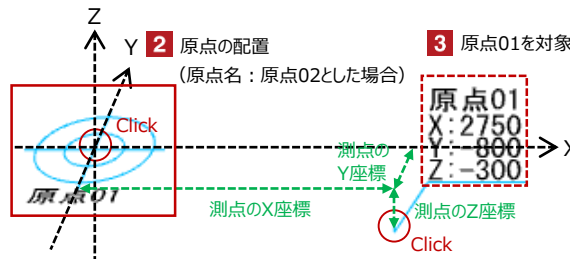 Z
Y
2 原点の配置
(原点名：原点02とした場合)
3 原点01を対象
Click
原点01
X:2750
Y:-800
Z:-300
X
測点の
Y座標
原点01
測点のX座標
測点のZ座標
Click